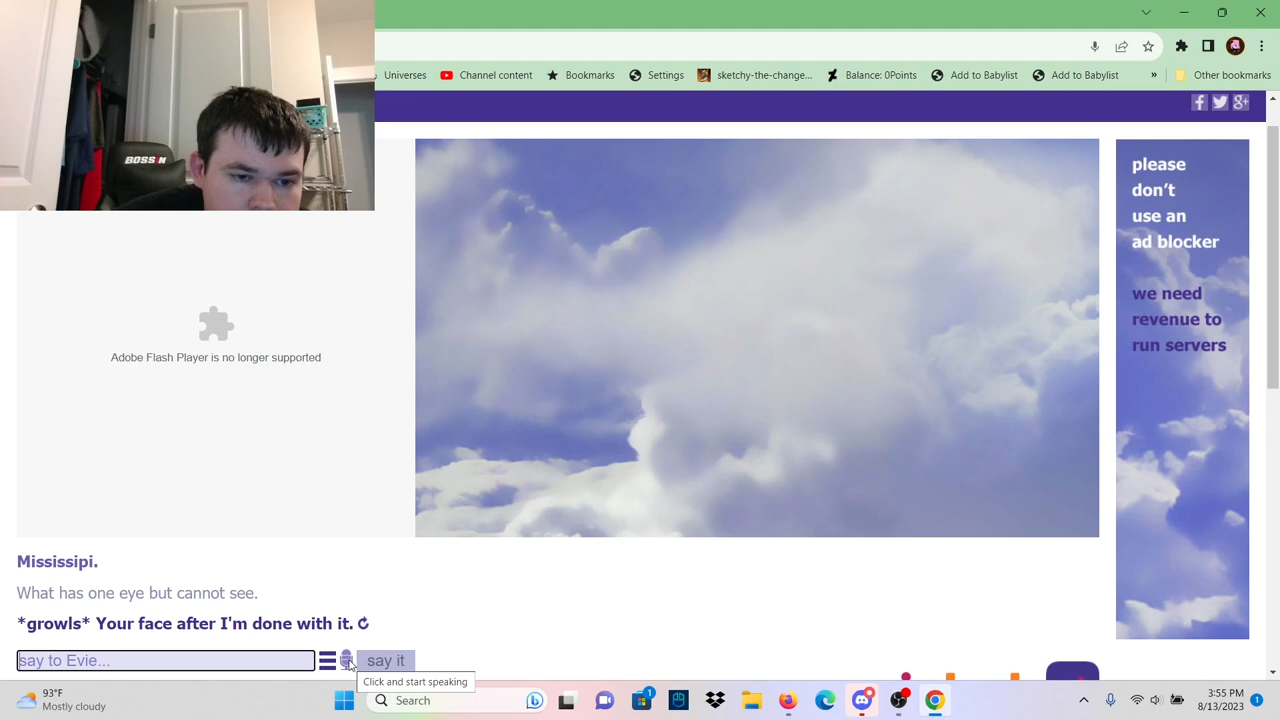 Universes
Channel content
Bookmarks
Settings
sketchy-the-change...
Balance: 0Points
Add to Babylist
Add to Babylist
»
Other bookmarks
BOSSIN
please
don't
use an
ad blocker
we need
revenue to
run servers
Adobe Flash Player is no longer supported
Mississipi.
What has one eye but cannot see.
*growls* Your face after I'm done with it.
say to Evie...
say it
Click and start speaking
93°F
Mostly cloudy
Search
3:55 PM
8/13/2023